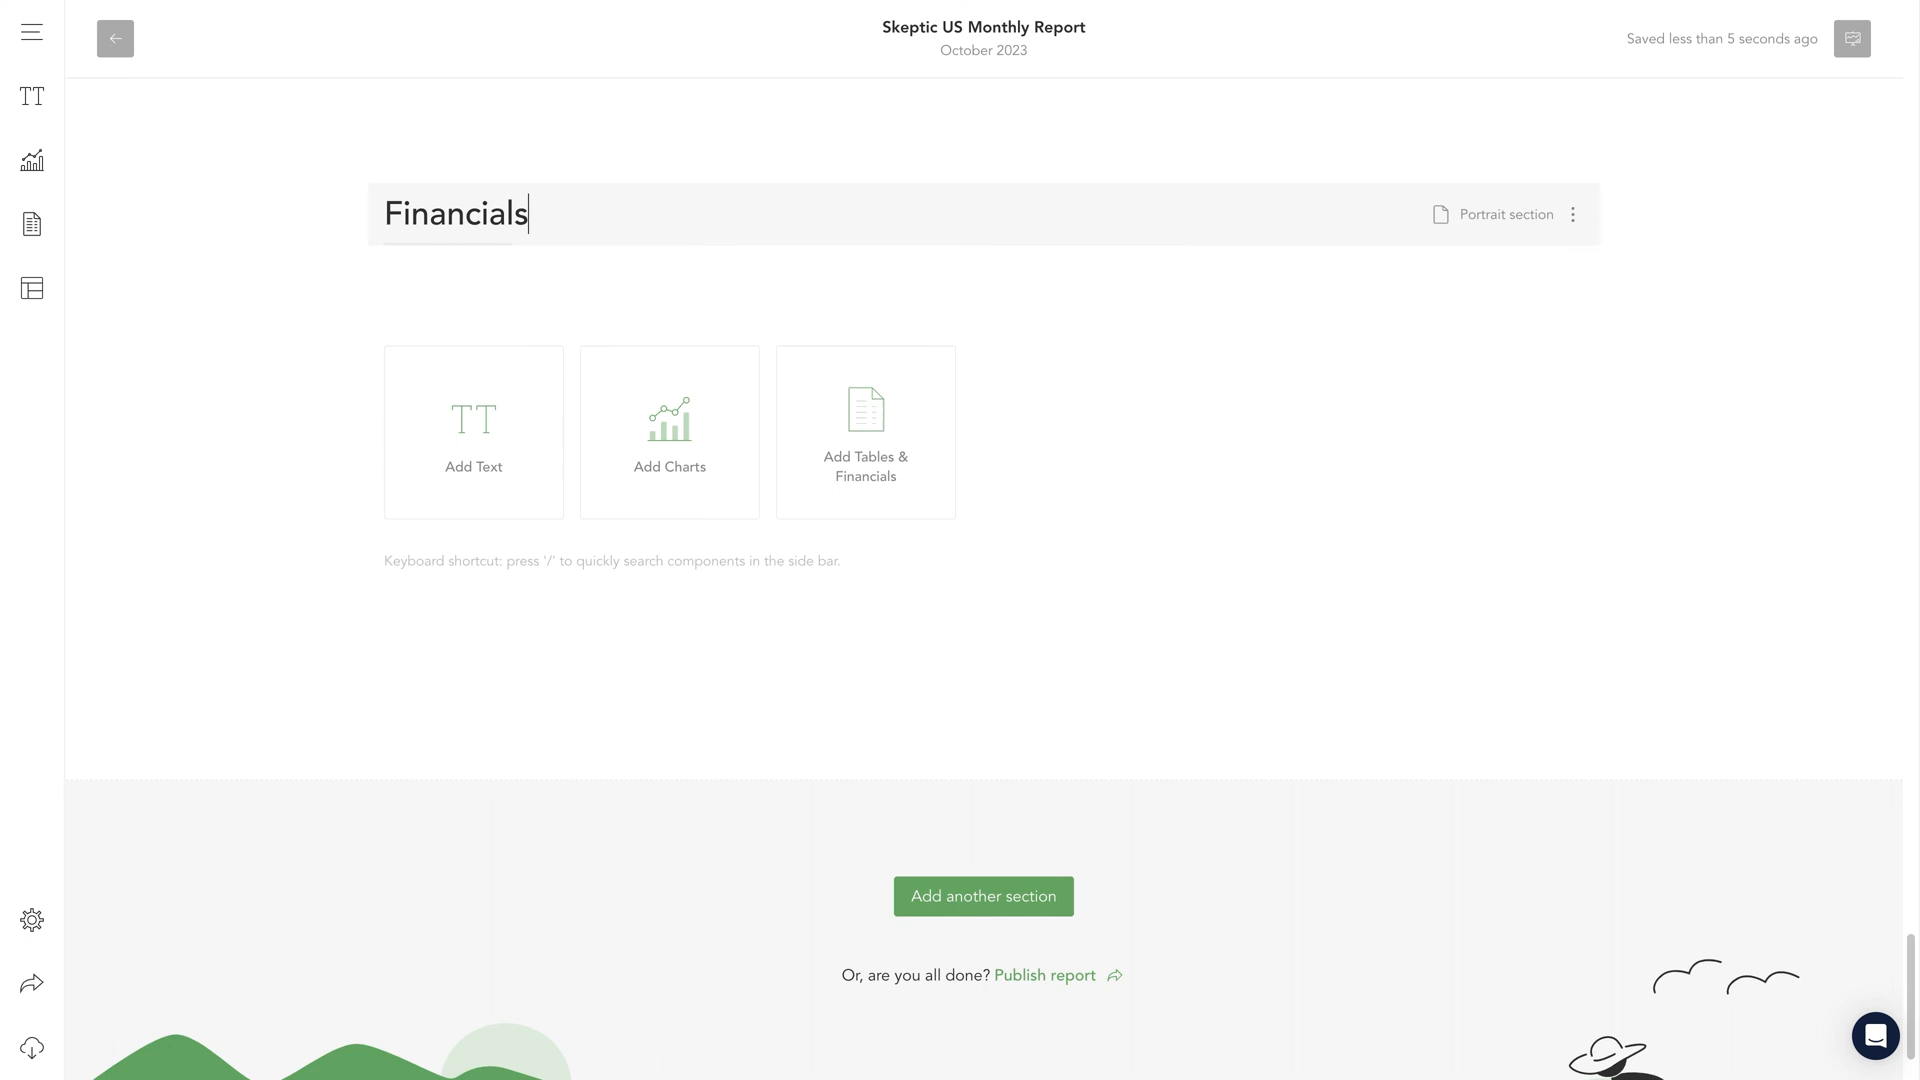 Skeptic US Monthly Report
October 2023
Saved less than 5 seconds ago
TT
Financials
Portrait section
TT
Add Text
Add Charts
Add Tables &
Financials
Keyboard shortcut: press '/' to quickly search components in the side bar.
Add another section
Or, are you all done? Publish report